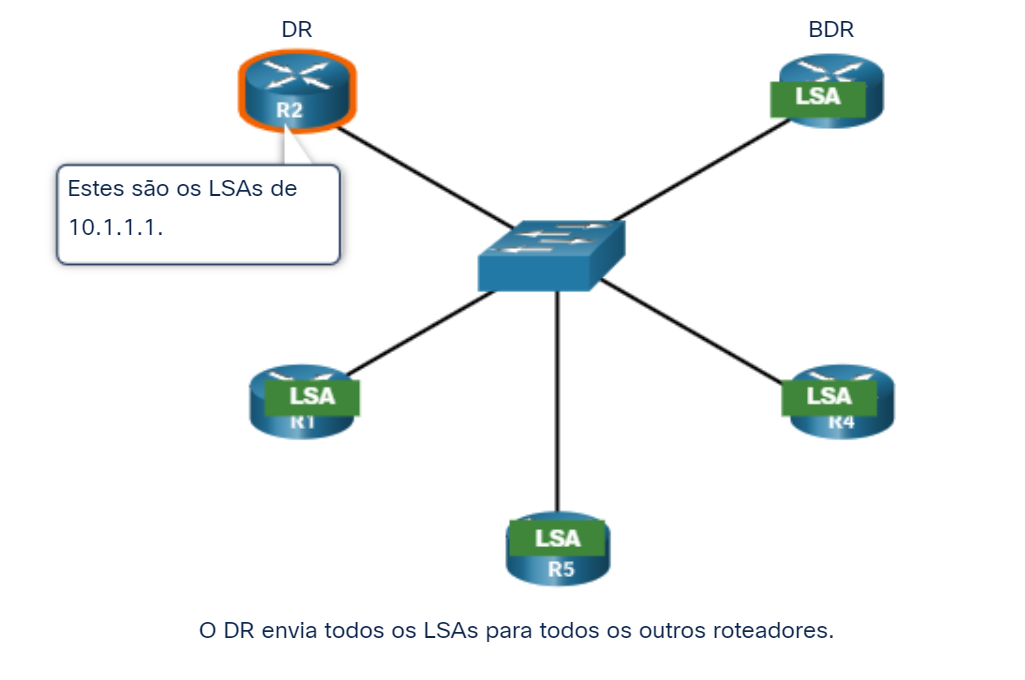 DR
BDR
R2
LSA
Estes são os LSAs de
10.1.1.1.
LSA
R1
LSA
R4
LSA
R5
O DR envia todos os LSAs para todos os outros roteadores.